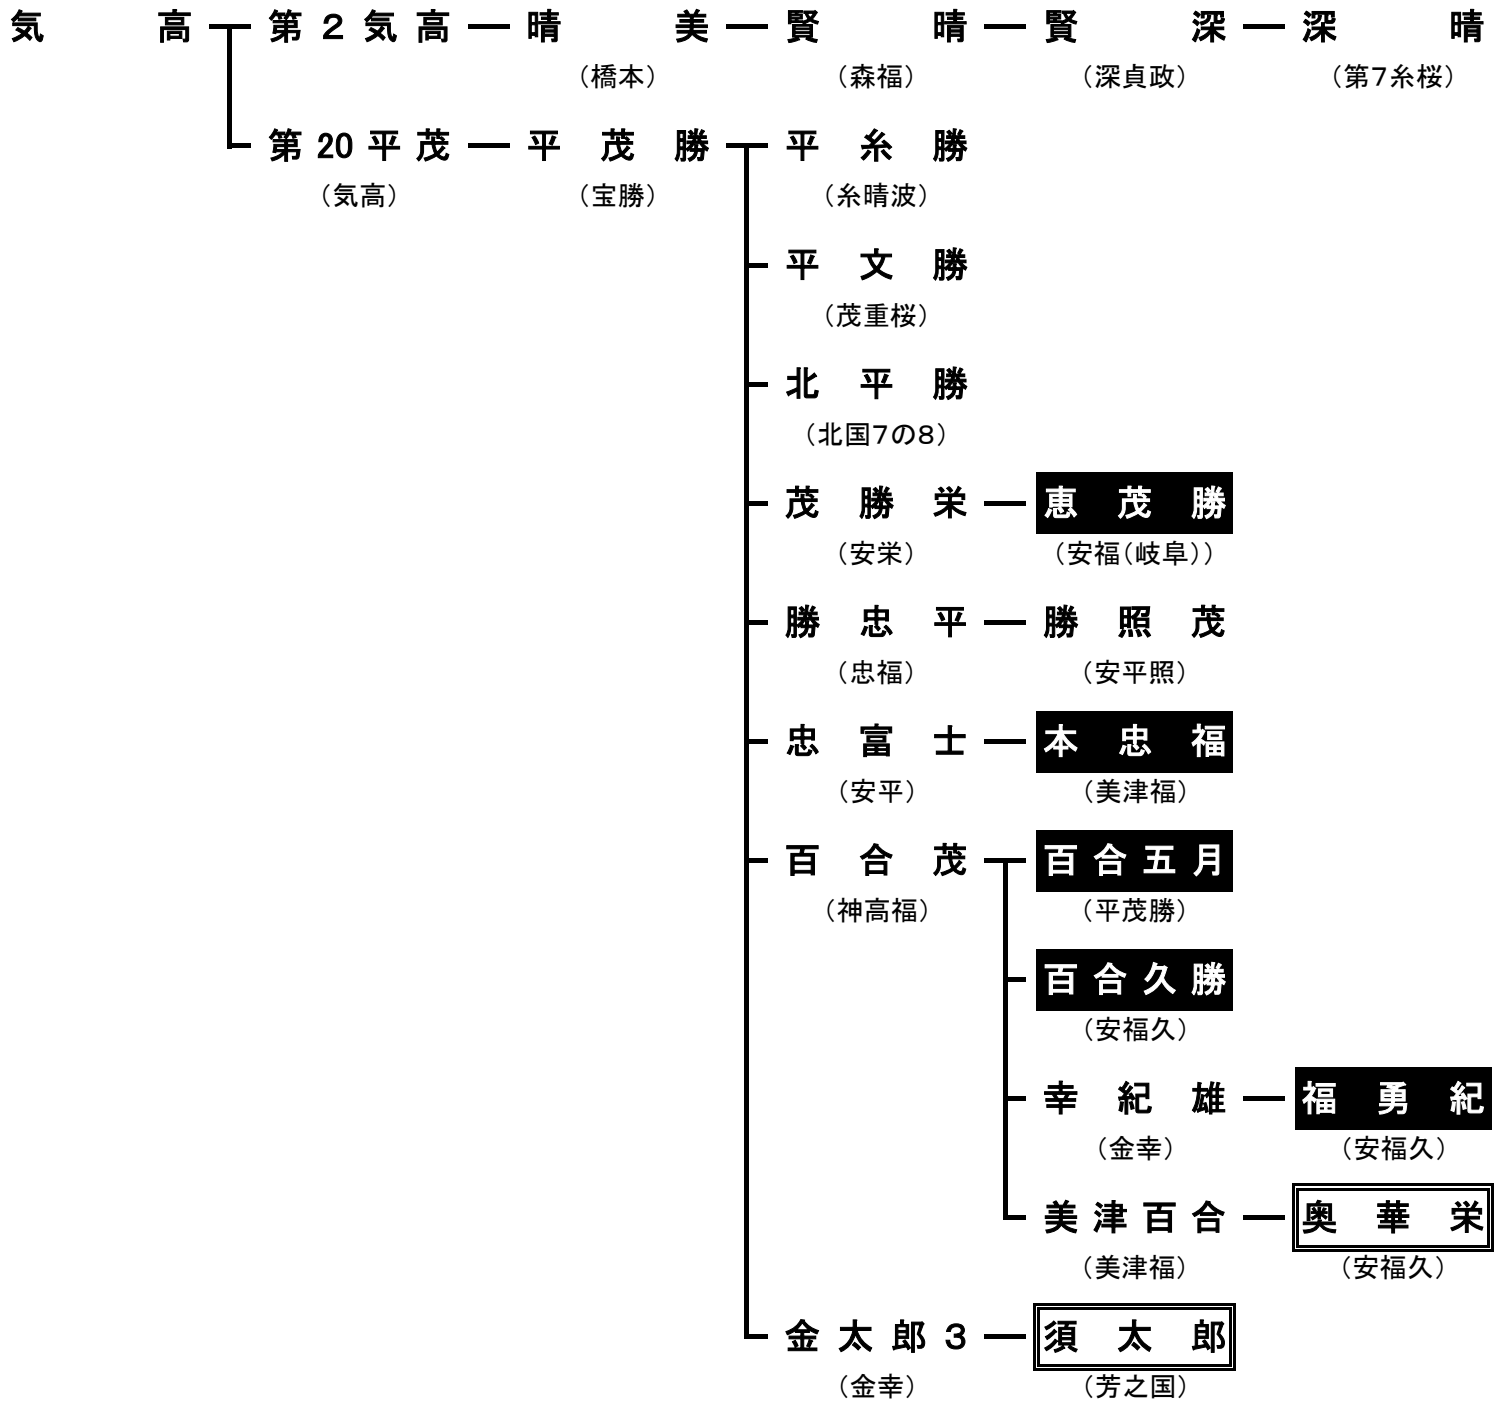 気高 第２気高 晴美 賢晴 賢深 深晴
（橋本） （森福） （深貞政） （第7糸桜）
第20平茂 平茂勝 平糸勝
（気高） （宝勝） （糸晴波）
平文勝
（茂重桜）
北平勝
（北国7の8）
茂勝栄 恵茂勝
（安栄） （安福（岐阜））
勝忠平 勝照茂
（忠福） （安平照）
忠富士 本忠福
（安平） （美津福）
百合茂 百合五月
（神高福） （平茂勝）
百合久勝
（安福久）
幸紀雄 福勇紀
（金幸） （安福久）
美津百合 奥華栄
（美津福） （安福久）
金太郎３ 須太郎
（金幸） （芳之国）